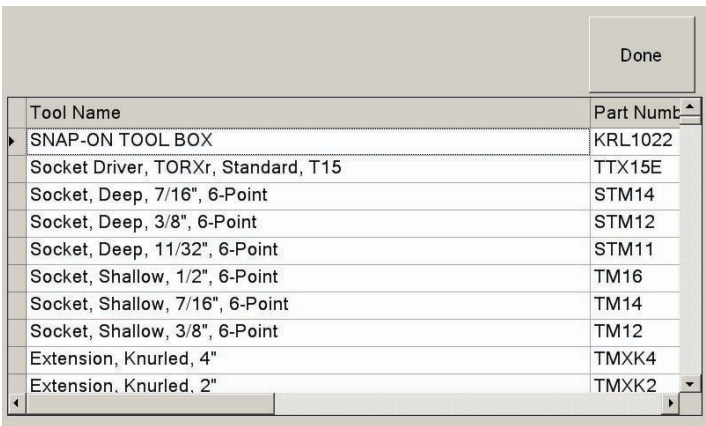 Done
Tool Name Part Numb
SNAP-ON TOOL BOX KRL1022
Socket Driver, TORXr, Standard, T15 TTX15E
Socket, Deep, 7/16", 6-Point STM14
Socket, Deep, 3/8", 6-Point STM12
Socket, Deep, 11/32", 6-Point STM11
Socket, Shallow, 1/2", 6-Point TM16
Socket, Shallow, 7/16", 6-Point TM14
Socket, Shallow, 3/8", 6-Point TM12
Extension, Knurled, 4" TMXK4
Extension, Knurled, 2" TMXK2